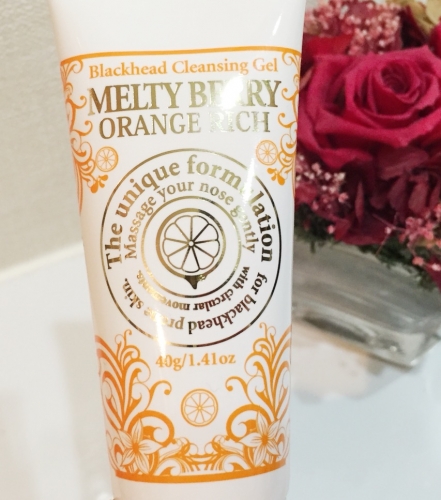 Blackhead Cleansing Gel
MELTY BERRY
ORANGE RICH
The unique formulation for blackhead prone skin.
Massage your nose gently with circular movements.
40g/1.41oz